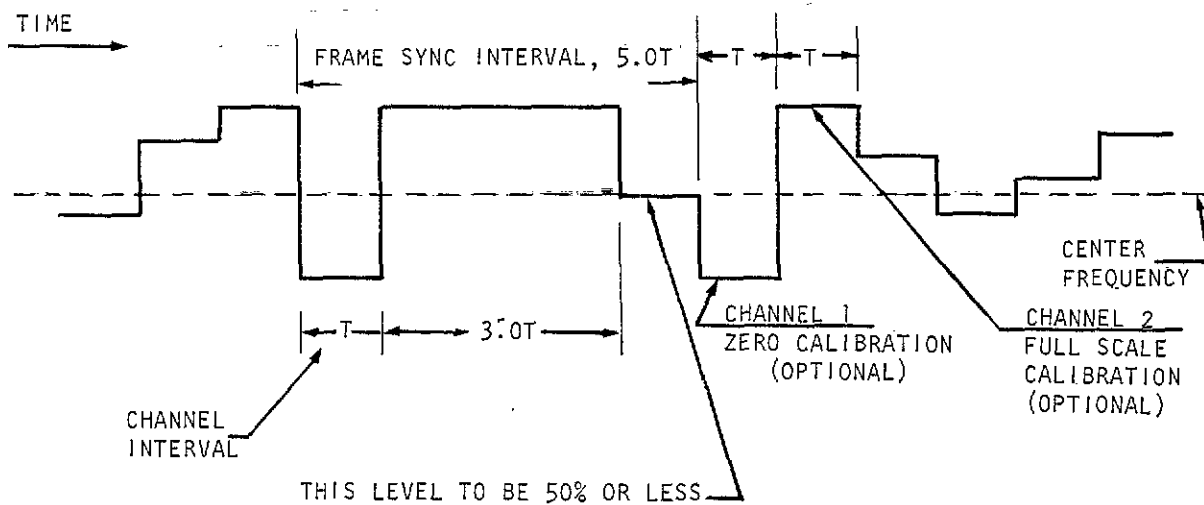 TIME
FRAME SYNC INTERVAL, 5.0T
T
T
T
3.0T
CENTER
FREQUENCY
CHANNEL 1
ZERO CALIBRATION
(OPTIONAL)
CHANNEL 2
FULL SCALE
CALIBRATION
(OPTIONAL)
CHANNEL
INTERVAL
THIS LEVEL TO BE 50% OR LESS